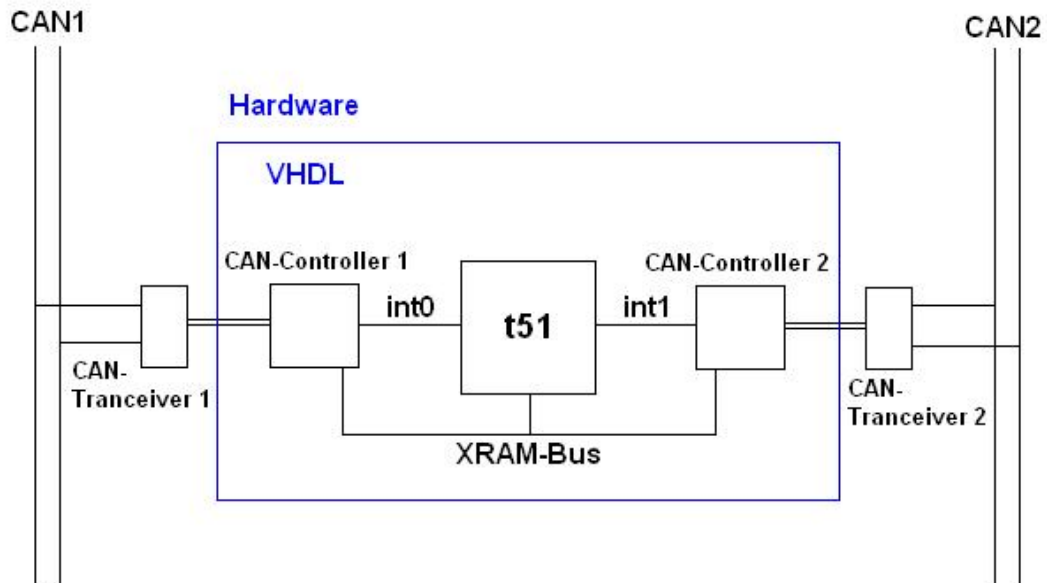 CAN1
CAN2
Hardware
VHDL
CAN-Controller 1
CAN-Controller 2
int0
t51
int1
CAN-
Tranceiver 1
CAN-
Tranceiver 2
XRAM-Bus